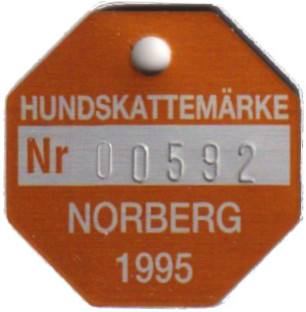 HUNDSKATTEMÄRKE
Nr 00592
NORBERG
1995